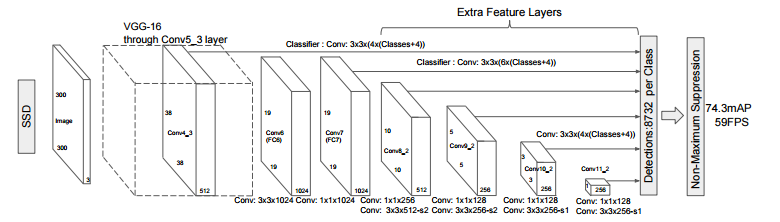 Extra Feature Layers
VGG-16
through Conv5_3 layer
Classifier : Conv: 3x3x(4x(Classes+4))
Classifier : Conv: 3x3x(6x(Classes+4))
SSD
300
Image
300
3
38
Conv4_3
38
512
19
Conv6
(FC6)
19
1024
19
Conv7
(FC7)
19
1024
10
Conv8_2
10
512
5
Conv9_2
5
256
Conv: 3x3x(4x(Classes+4))
3
Conv10_2
3
256
Conv11_2
1
256
Conv: 3x3x1024
Conv: 1x1x1024
Conv: 1x1x256
Conv: 3x3x512-s2
Conv: 1x1x128
Conv: 3x3x256-s2
Conv: 1x1x128
Conv: 3x3x256-s1
Conv: 1x1x128
Conv: 3x3x256-s1
Detections:8732 per Class
Non-Maximum Suppression
74.3mAP
59FPS